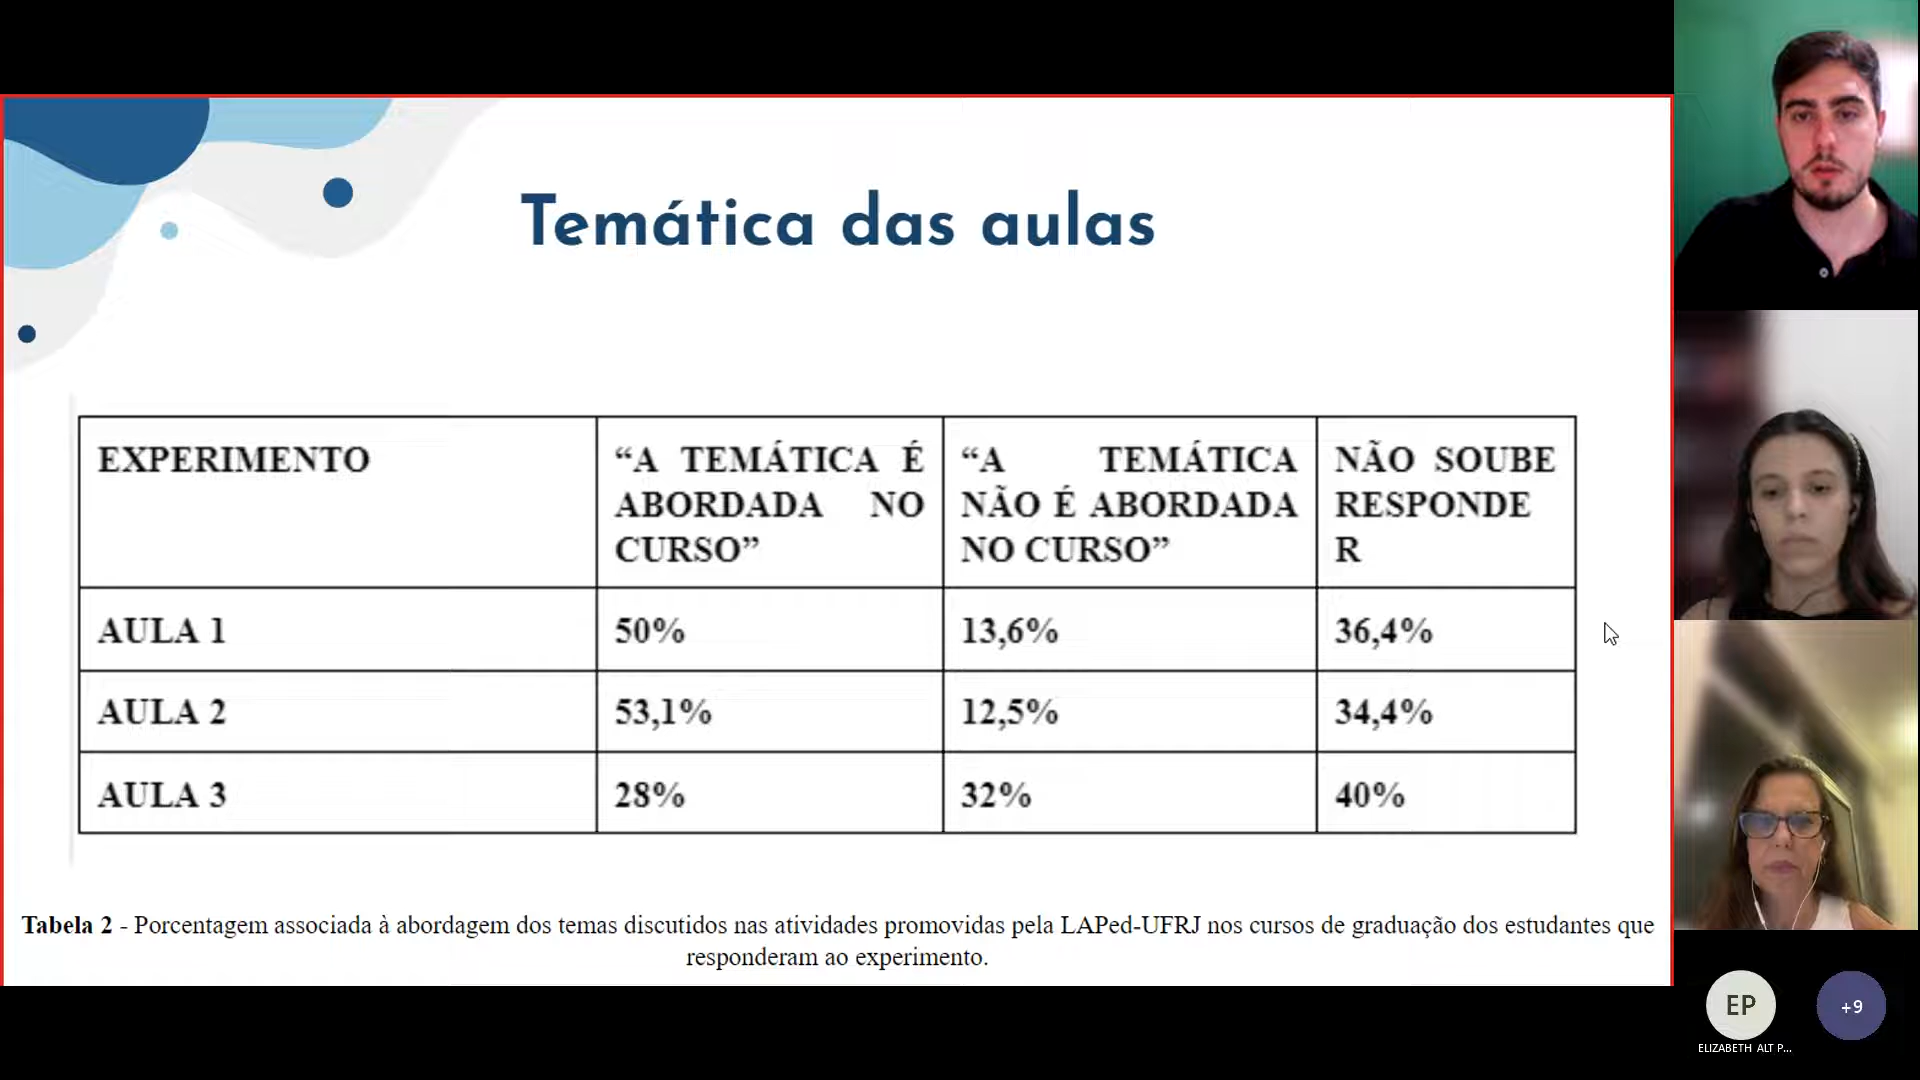 Temática das aulas
EXPERIMENTO
“A TEMÁTICA É
ABORDADA NO
CURSO”
“A TEMÁTICA
NÃO É ABORDADA
NO CURSO”
NÃO SOUBE
RESPONDE
R
AULA 1
50%
13,6%
36,4%
AULA 2
53,1%
12,5%
34,4%
AULA 3
28%
32%
40%
Tabela 2 - Porcentagem associada à abordagem dos temas discutidos nas atividades promovidas pela LAPed-UFRJ nos cursos de graduação dos estudantes que
responderam ao experimento.
EP
+9
ELIZABETH ALT P...